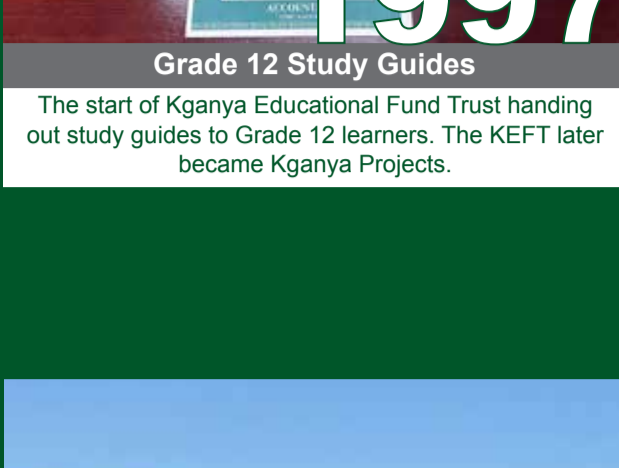 ACCOUNT
1997
Grade 12 Study Guides
The start of Kganya Educational Fund Trust handing
out study guides to Grade 12 learners. The KEFT later
became Kganya Projects.